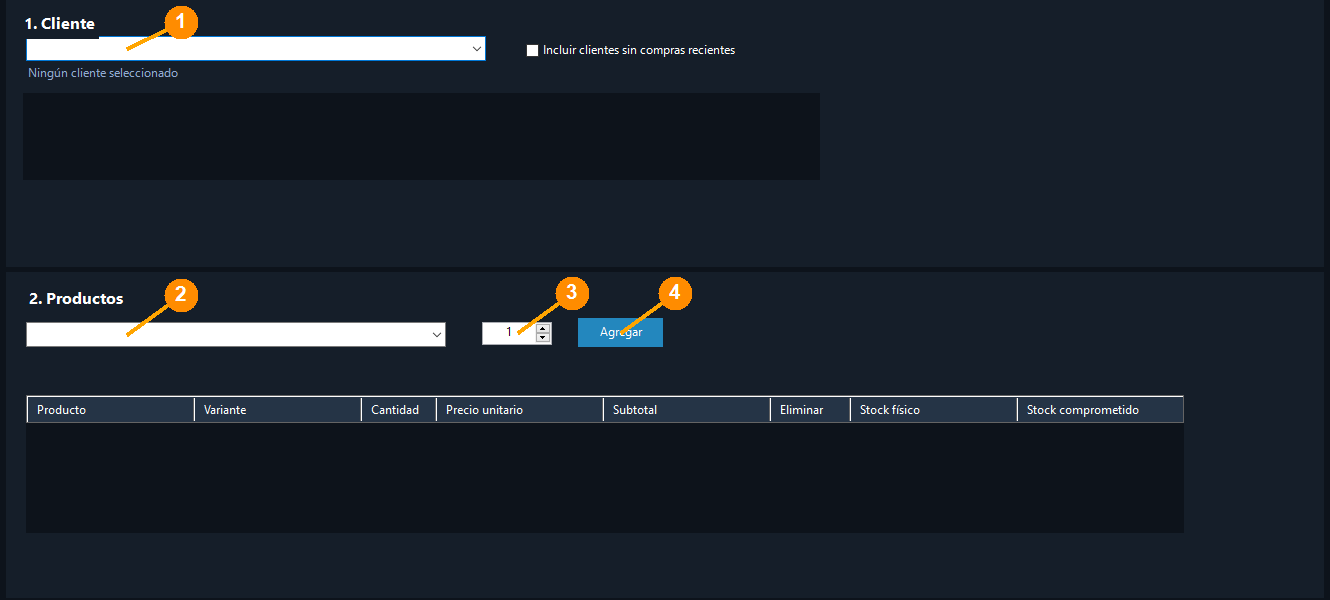 1. Cliente
1
Incluir clientes sin compras recientes
Ningún cliente seleccionado
2. Productos
2
3
4
1
Agregar
Producto Variante Cantidad Precio unitario Subtotal Eliminar Stock físico Stock comprometido